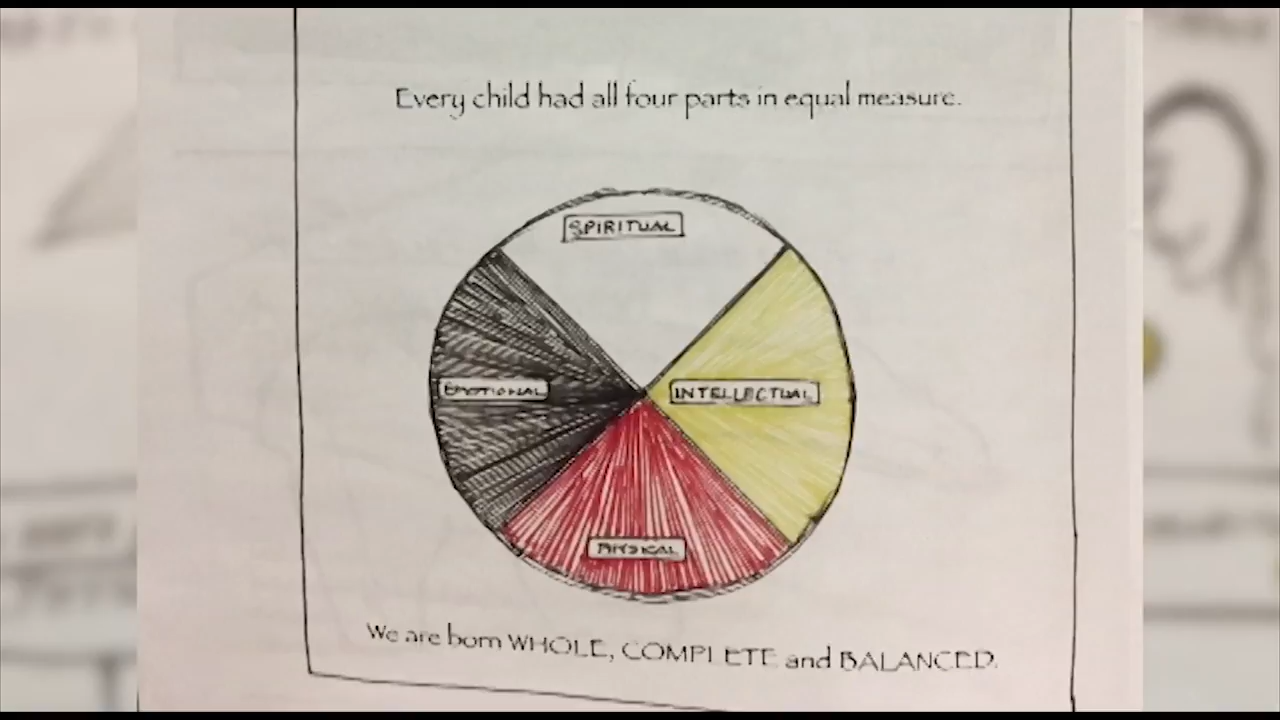 Every child had all four parts in equal measure.
SPIRITUAL
EMOTIONAL
INTELLECTUAL
PHYSICAL
We are born WHOLE, COMPLETE and BALANCED.